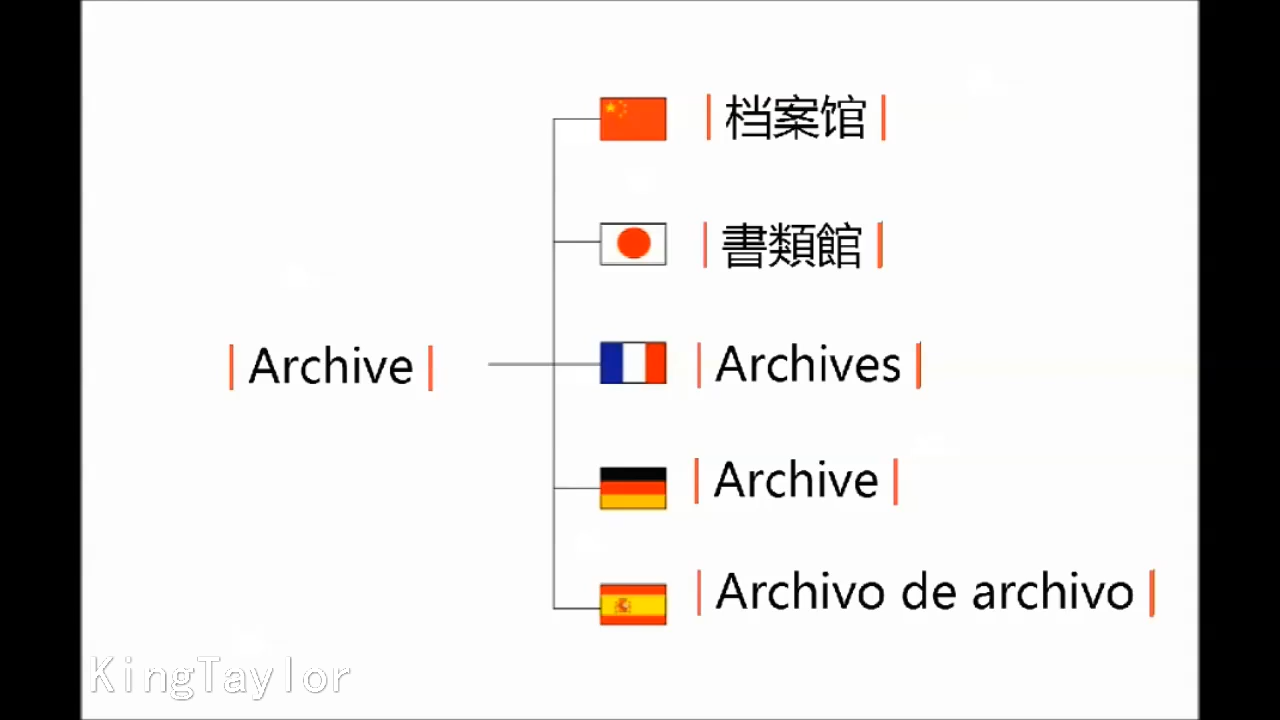 档案馆
書類館
Archive
Archives
Archive
Archivo de archivo
KingTaylor